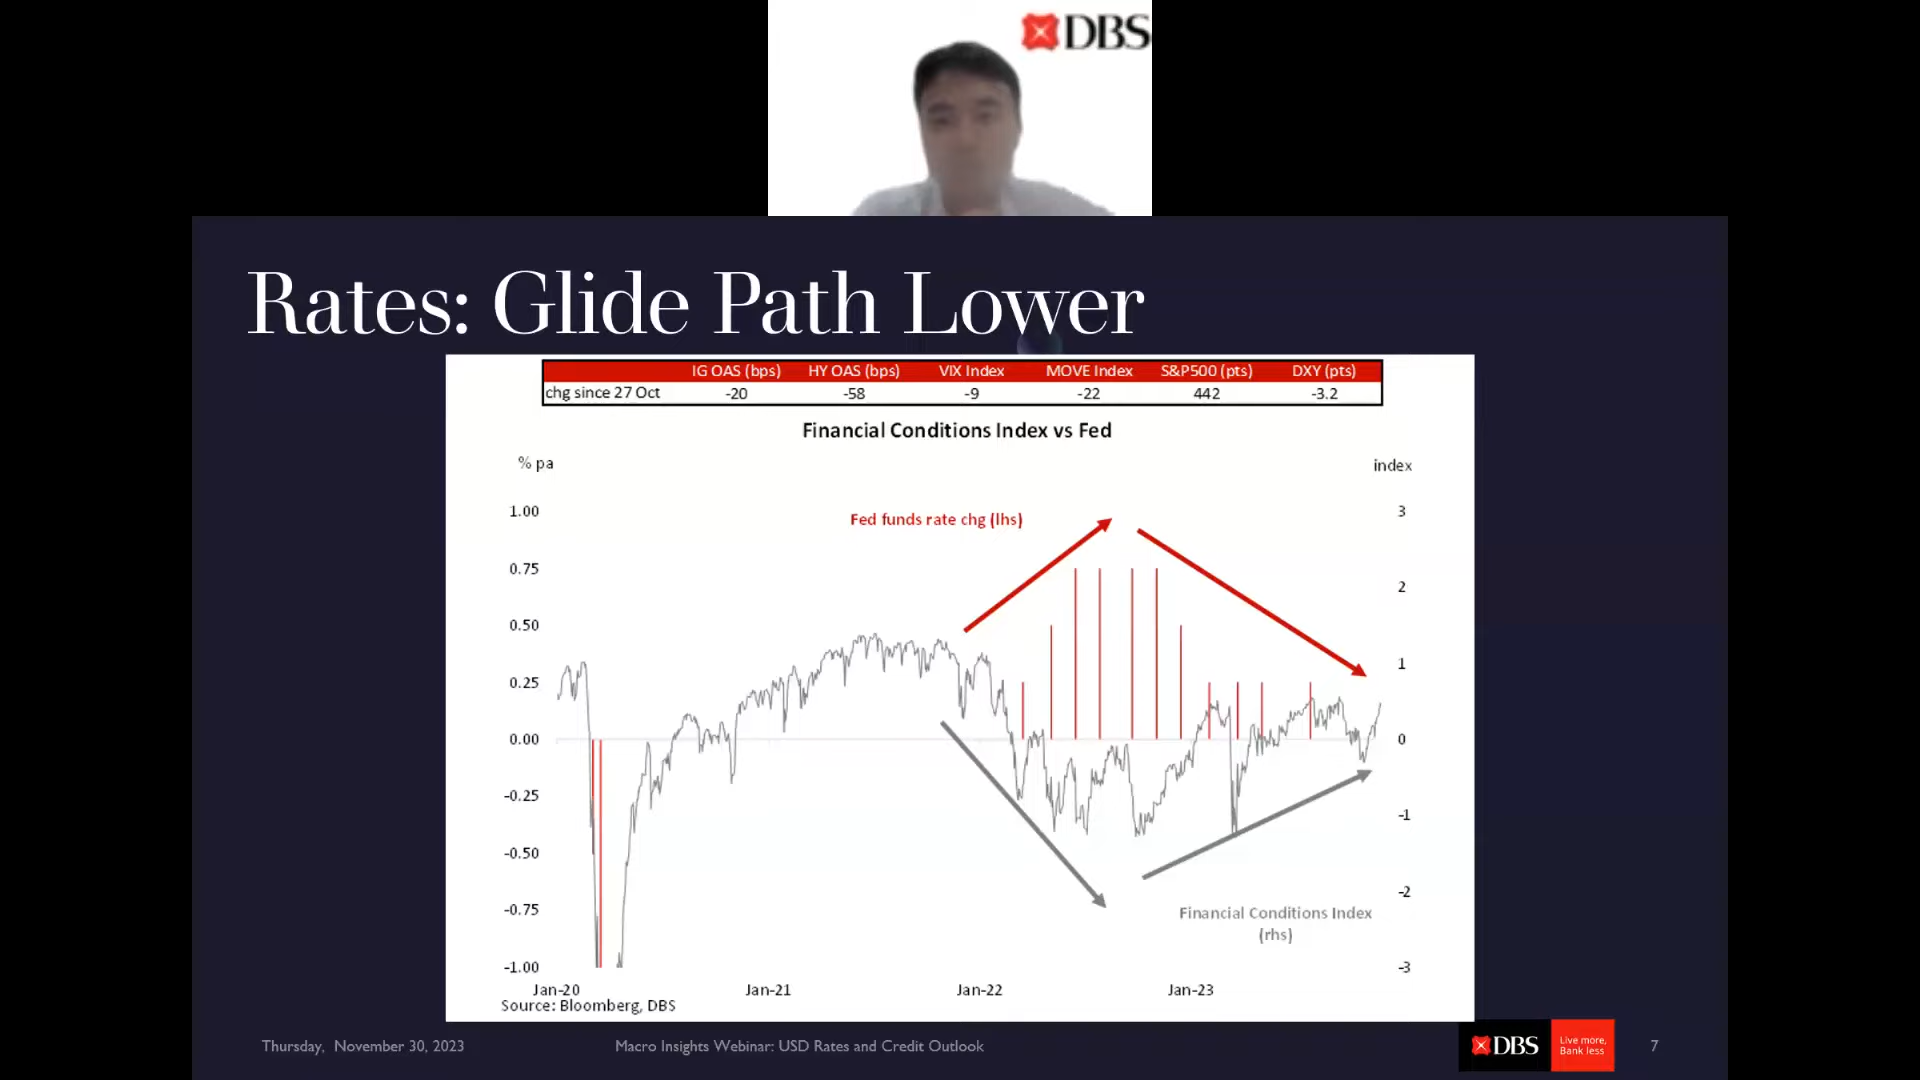 DBS
Rates: Glide Path Lower
IG OAS (bps) HY OAS (bps) VIX Index MOVE Index S&P500 (pts) DXY (pts)
chg since 27 Oct -20 -58 -9 -22 442 -3.2
Financial Conditions Index vs Fed
% pa index
Fed funds rate chg (lhs)
1.00
0.75
0.50
0.25
0.00
-0.25
-0.50
-0.75
-1.00
3
2
1
0
-1
-2
-3
Financial Conditions Index
(rhs)
Jan-20 Jan-21 Jan-22 Jan-23
Source: Bloomberg, DBS
Thursday, November 30, 2023
Macro Insights Webinar: USD Rates and Credit Outlook
DBS
Live more,
Bank less
7